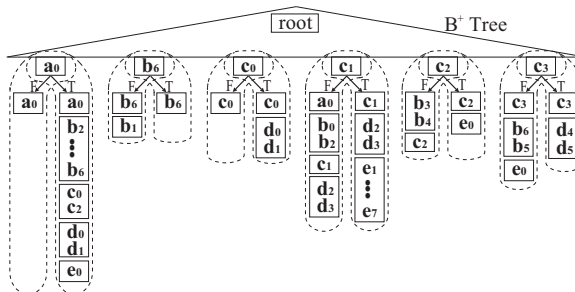 root
B+ Tree
a0 b6 c0 c1 c2 c3
F T F T F T F T F T F T
a0 a0 b6 b6 c0 c0 a0 c1 b3 c2 c3 c3
b2 b1 d0 b0 d2 b4 e0 b6 d4
d1 b2 d3 c2 b5 d5
b6 c1 e1 e0
c0 d2
c2 d3 e7
d0
d1
e0